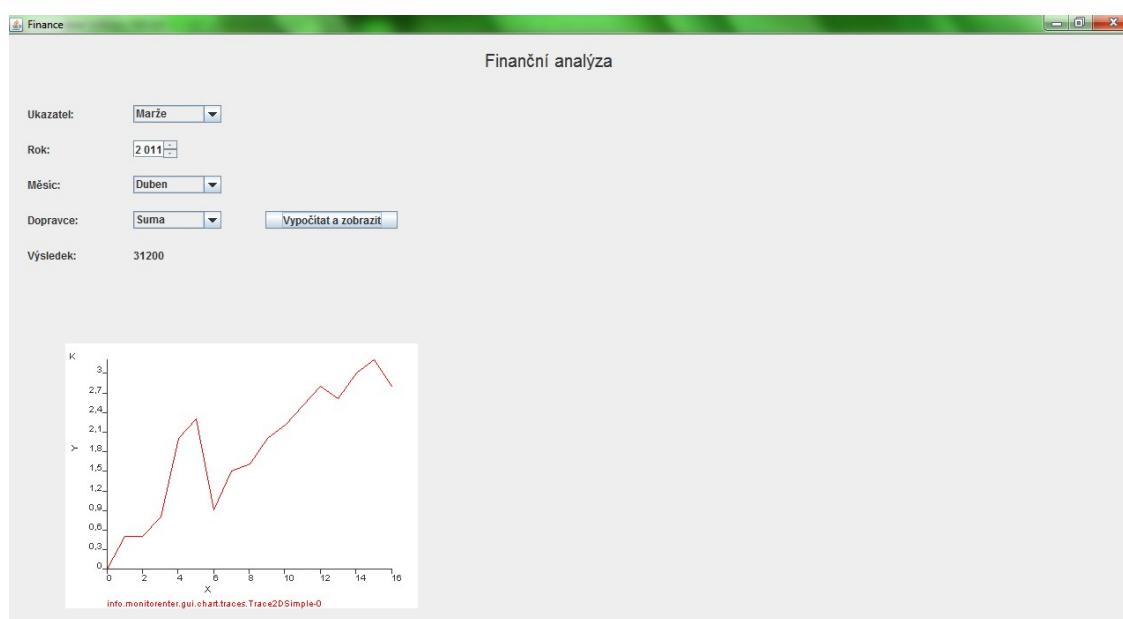 Finance
Finanční analýza
Ukazatel: Marže
Rok: 2 011
Měsíc: Duben
Dopravce: Suma Vypočítat a zobrazit
Výsledek: 31200
K
3
2,7
2,4
2,1
Y 1,8
1,5
1,2
0,9
0,6
0,3
0
0 2 4 6 8 10 12 14 16
X
info.monitorenter.gui.chart.traces.Trace2DSimple-0